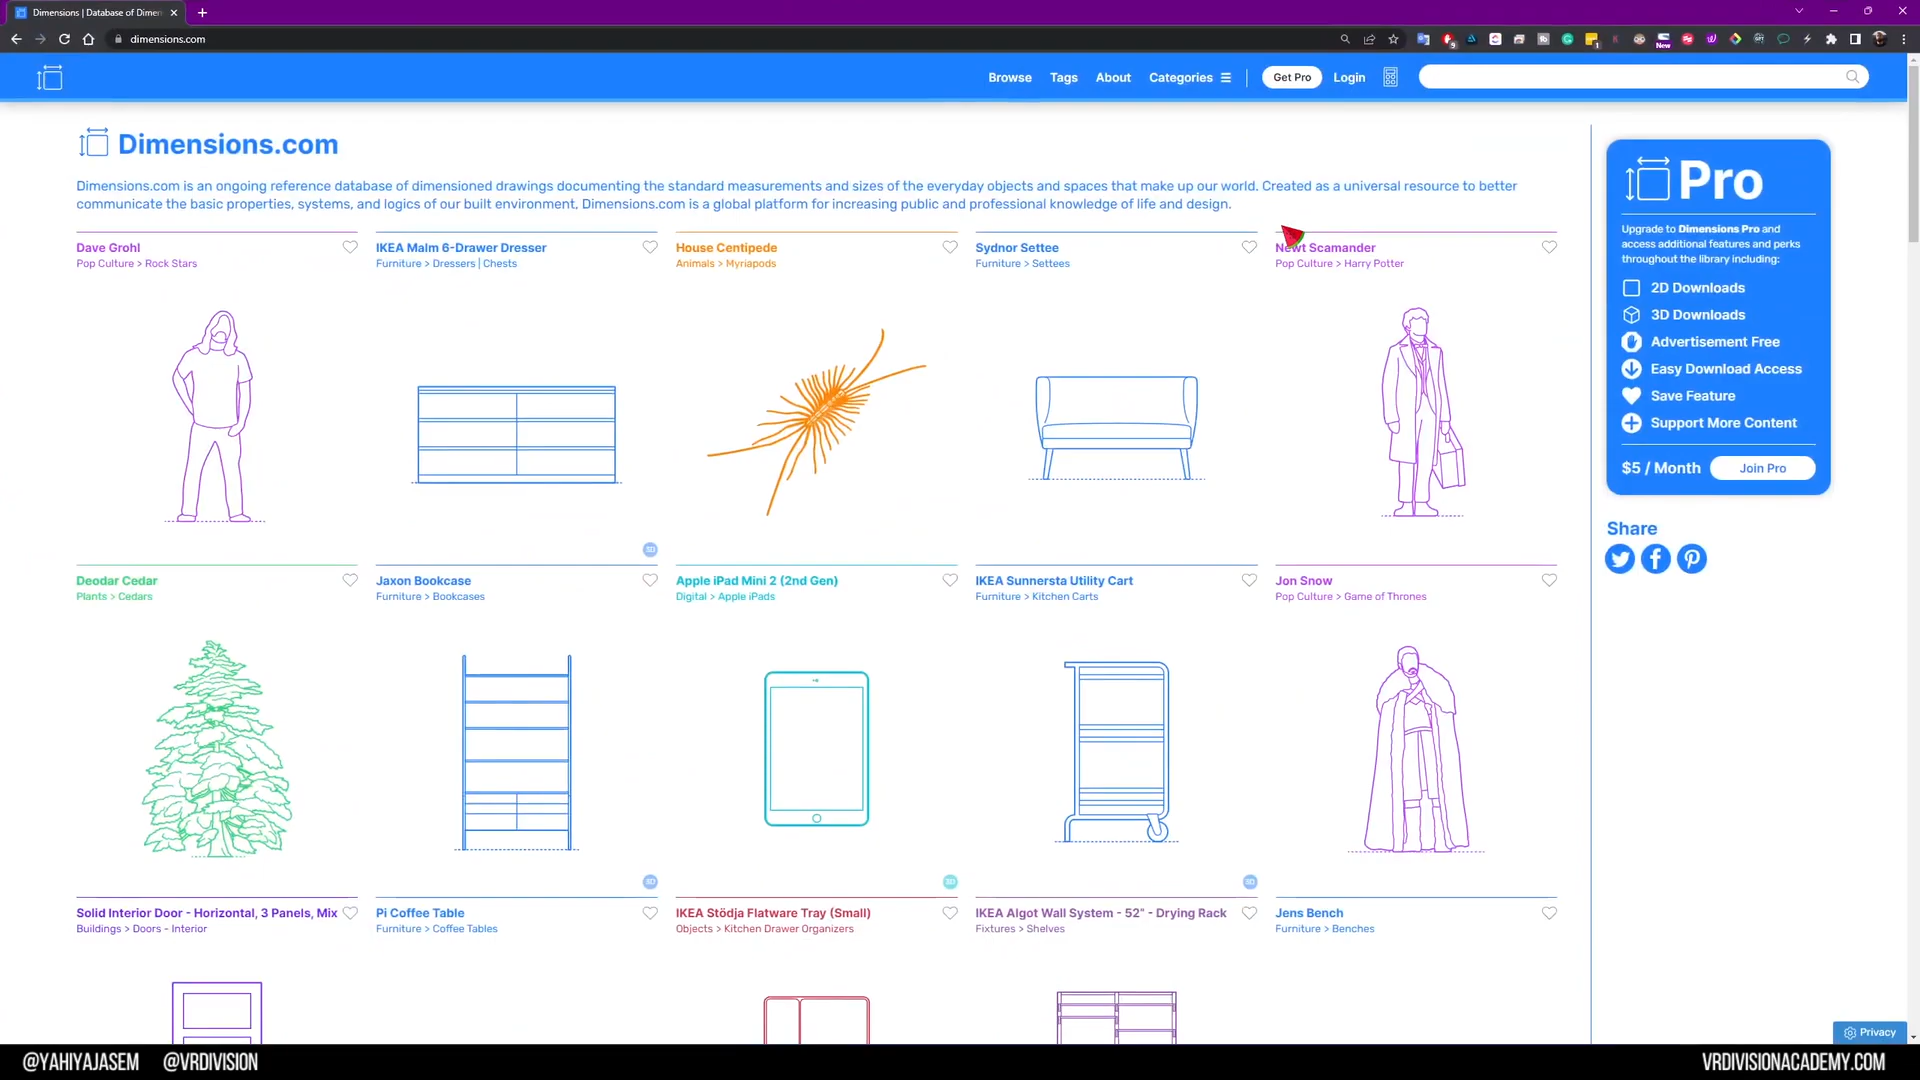 Dimensions | Database of Dimen
dimensions.com
9
1
New
Browse
Tags
About
Categories
Get Pro
Login
Dimensions.com
Dimensions.com is an ongoing reference database of dimensioned drawings documenting the standard measurements and sizes of the everyday objects and spaces that make up our world. Created as a universal resource to better
communicate the basic properties, systems, and logics of our built environment, Dimensions.com is a global platform for increasing public and professional knowledge of life and design.
Dave Grohl
Pop Culture > Rock Stars
IKEA Malm 6-Drawer Dresser
Furniture > Dressers | Chests
House Centipede
Animals > Myriapods
Sydnor Settee
Furniture > Settees
Newt Scamander
Pop Culture > Harry Potter
3D
Deodar Cedar
Plants > Cedars
Jaxon Bookcase
Furniture > Bookcases
Apple iPad Mini 2 (2nd Gen)
Digital > Apple iPads
IKEA Sunnersta Utility Cart
Furniture > Kitchen Carts
Jon Snow
Pop Culture > Game of Thrones
3D
3D
3D
Solid Interior Door - Horizontal, 3 Panels, Mix
Buildings > Doors - Interior
Pi Coffee Table
Furniture > Coffee Tables
IKEA Stödja Flatware Tray (Small)
Objects > Kitchen Drawer Organizers
IKEA Algot Wall System - 52" - Drying Rack
Fixtures > Shelves
Jens Bench
Furniture > Benches
Pro
Upgrade to Dimensions Pro and
access additional features and perks
throughout the library including:
2D Downloads
3D Downloads
Advertisement Free
Easy Download Access
Save Feature
Support More Content
$5 / Month
Join Pro
Share
Privacy
@YAHIYAJASEM
@VRDIVISION
VRDIVISIONACADEMY.COM